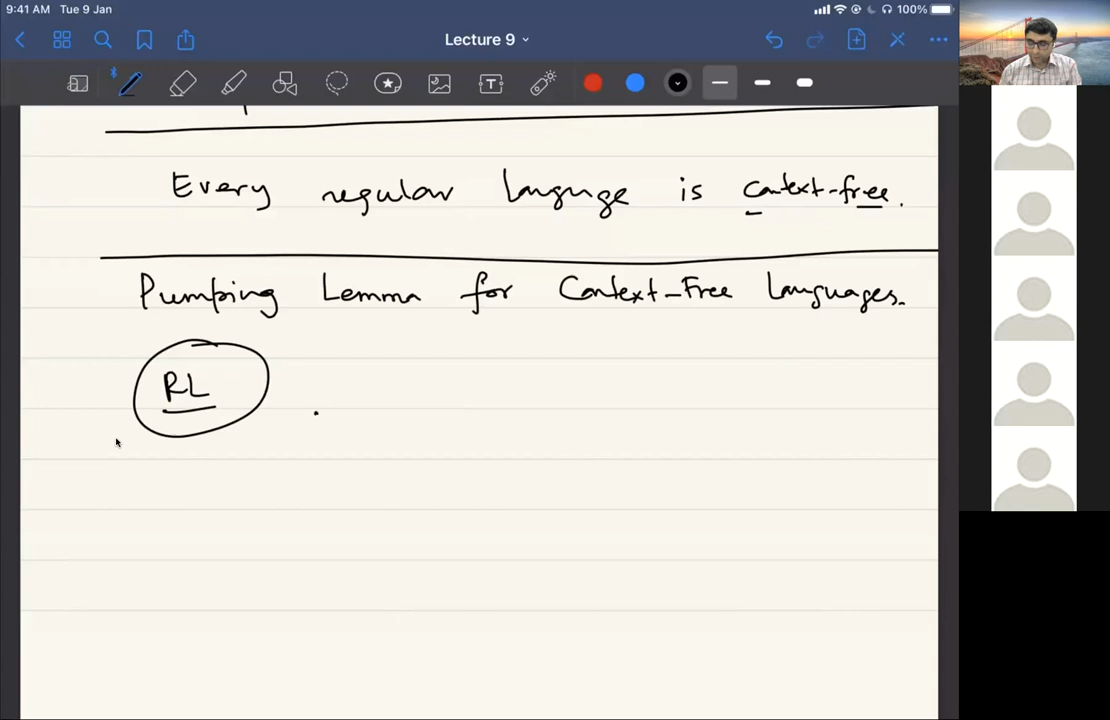 9:41 AM Tue 9 Jan 100%
Lecture 9
T
Every regular languge is context-free.
Pumping Lemma for Context-Free Languages.
RL